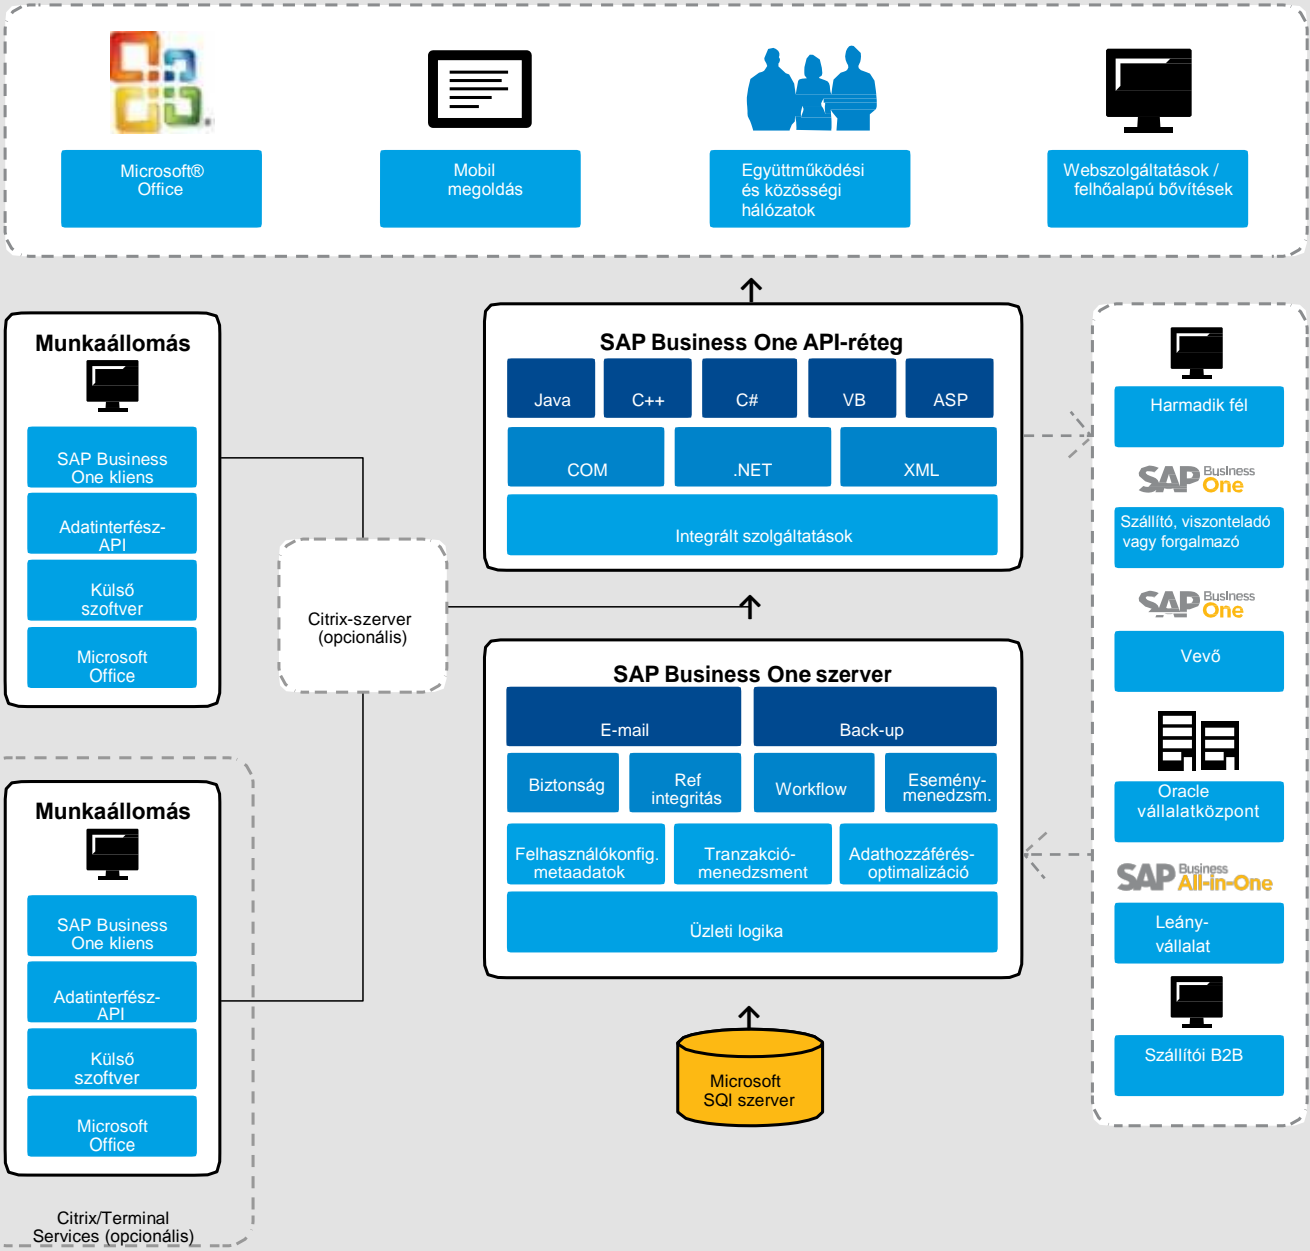 Microsoft®
Office
Mobil
megoldás
Együttműködési
és közösségi
hálózatok
Webszolgáltatások /
felhőalapú bővítések
Munkaállomás
SAP Business
One kliens
Adatinterfész-
API
Külső
szoftver
Microsoft
Office
Munkaállomás
SAP Business
One kliens
Adatinterfész-
API
Külső
szoftver
Microsoft
Office
Citrix/Terminal
Services (opcionális)
Citrix-szerver
(opcionális)
SAP Business One API-réteg
Java
C++
C#
VB
ASP
COM
.NET
XML
Integrált szolgáltatások
SAP Business One szerver
E-mail
Back-up
Biztonság
Ref
integritás
Workflow
Esemény-
menedzsm.
Felhasználókonfig.
metaadatok
Tranzakció-
menedzsment
Adathozzáférés-
optimalizáció
Üzleti logika
Microsoft
SQl szerver
Harmadik fél
SAP Business
One
Szállító, viszonteladó
vagy forgalmazó
SAP Business
One
Vevő
Oracle
vállalatközpont
SAP Business
All-in-One
Leány-
vállalat
Szállítói B2B